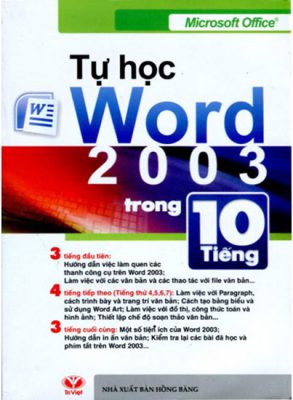 Microsoft Office®
Tự học
W
Word
2003
trong
10
Tiếng
3 tiếng đầu tiên:
Hướng dẫn việc làm quen các
thanh công cụ trên Word 2003;
Làm việc với các văn bản và các thao tác với file văn bản...
4 tiếng tiếp theo (Tiếng thứ 4,5,6,7): Làm việc với Paragraph,
cách trình bày và trang trí văn bản; Cách tạo bảng biểu và
sử dụng Word Art; Làm việc với đồ thị, công thức toán và
hình ảnh; Thiết lập chế độ soạn thảo văn bản...
3 tiếng cuối cùng: Một số tiện ích của Word 2003;
Hướng dẫn in ấn văn bản; Kiểm tra lại các bài đã học và
phím tắt trên Word 2003...
Trí Việt
NHÀ XUẤT BẢN HỒNG BÀNG